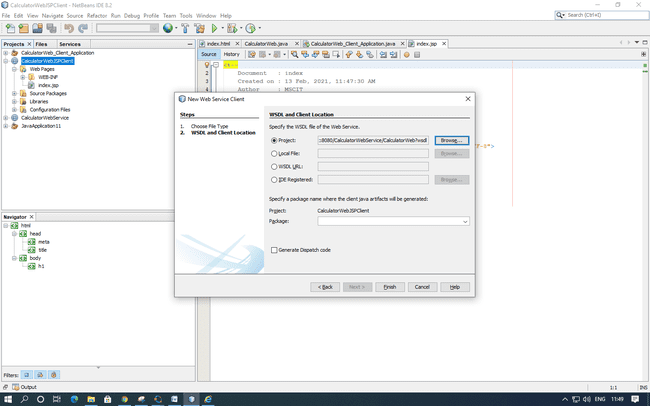 CalculatorWebJSPClient - NetBeans IDE 8.2
File Edit View Navigate Source Refactor Run Debug Profile Team Tools Window Help
Search (Ctrl+I)
Projects Files Services
index.html CalculatorWeb.java CalculatorWeb_Client_Application.java index.jsp
Source History
CalculatorWeb_Client_Application
CalculatorWebJSPClient
Web Pages
WEB-INF
index.jsp
Source Packages
Libraries
Configuration Files
CalculatorWebService
JavaApplication11
1 <!--
2 Document : index
3 Created on : 13 Feb, 2021, 11:47:30 AM
4 Author : MSCIT
New Web Service Client
Steps
1. Choose File Type
2. WSDL and Client Location
WSDL and Client Location
Specify the WSDL file of the Web Service.
Project: :8080/CalculatorWebService/CalculatorWeb?wsdl Browse...
Local File: Browse...
WSDL URL:
IDE Registered: Browse...
Specify a package name where the client java artifacts will be generated:
Project: CalculatorWebJSPClient
Package:
Generate Dispatch code
< Back Next > Finish Cancel Help
Navigator
html
head
meta
title
body
h1
Filters:
Output
1:1 INS
ENG 11:49